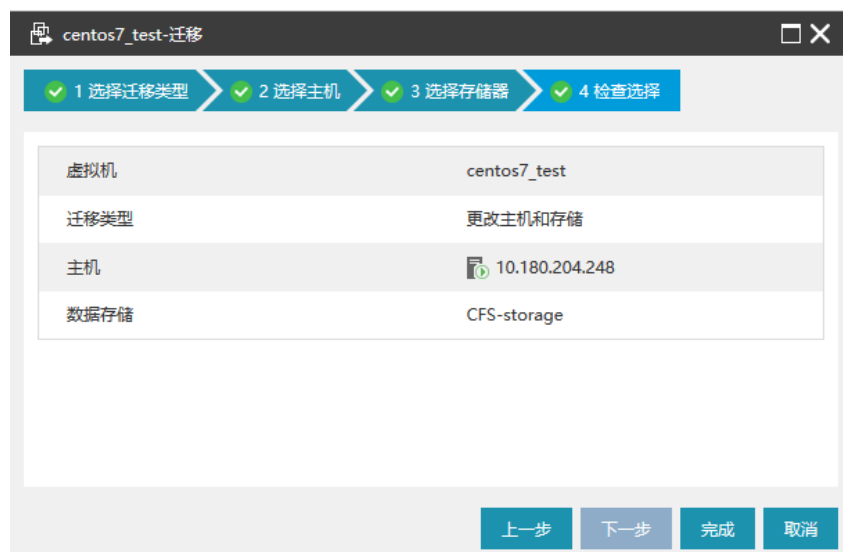 centos7_test-迁移
1 选择迁移类型 2 选择主机 3 选择存储器 4 检查选择
虚拟机 centos7_test
迁移类型 更改主机和存储
主机 10.180.204.248
数据存储 CFS-storage
上一步 下一步 完成 取消